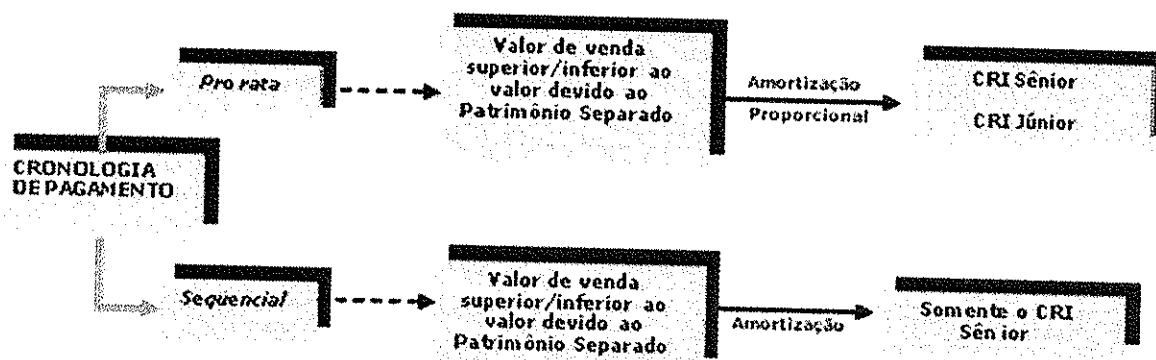 CRONOLOGIA
DE PAGAMENTO
Pro rata
Valor de venda
superior/inferior ao
valor devido ao
Patrimônio Separado
Amortização
Proporcional
CRI Sênior
CRI Júnior
Seqüencial
Valor de venda
superior/inferior ao
valor devido ao
Patrimônio Separado
Amortização
Somente o CRI
Sênior